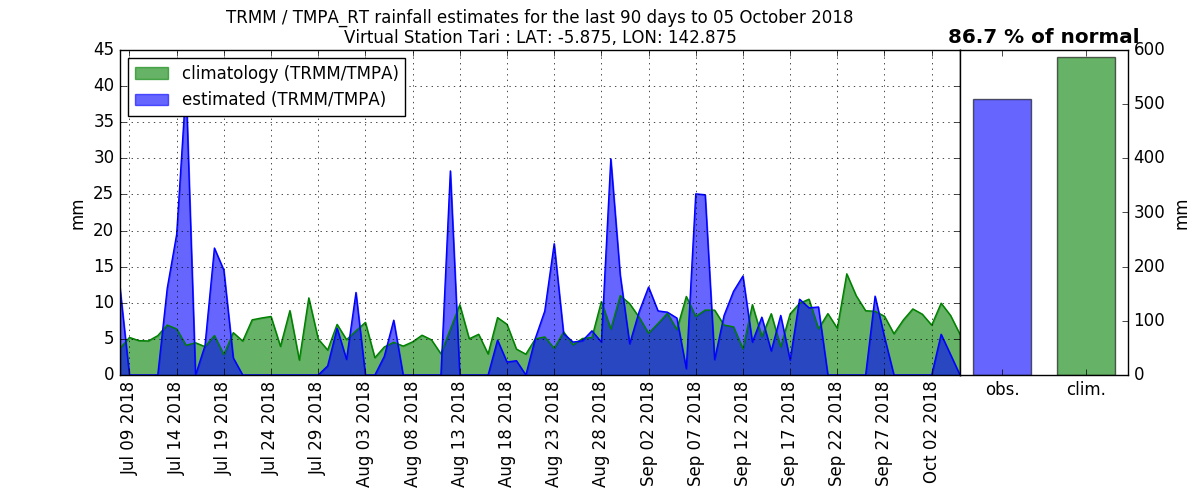 TRMM / TMPA_RT rainfall estimates for the last 90 days to 05 October 2018
Virtual Station Tari : LAT: -5.875, LON: 142.875
86.7 % of normal
climatology (TRMM/TMPA)
estimated (TRMM/TMPA)
mm
45
40
35
30
25
20
15
10
5
0
Jul 09 2018
Jul 14 2018
Jul 19 2018
Jul 24 2018
Jul 29 2018
Aug 03 2018
Aug 08 2018
Aug 13 2018
Aug 18 2018
Aug 23 2018
Aug 28 2018
Sep 02 2018
Sep 07 2018
Sep 12 2018
Sep 17 2018
Sep 22 2018
Sep 27 2018
Oct 02 2018
obs.
clim.
600
500
400
300
200
100
0
mm